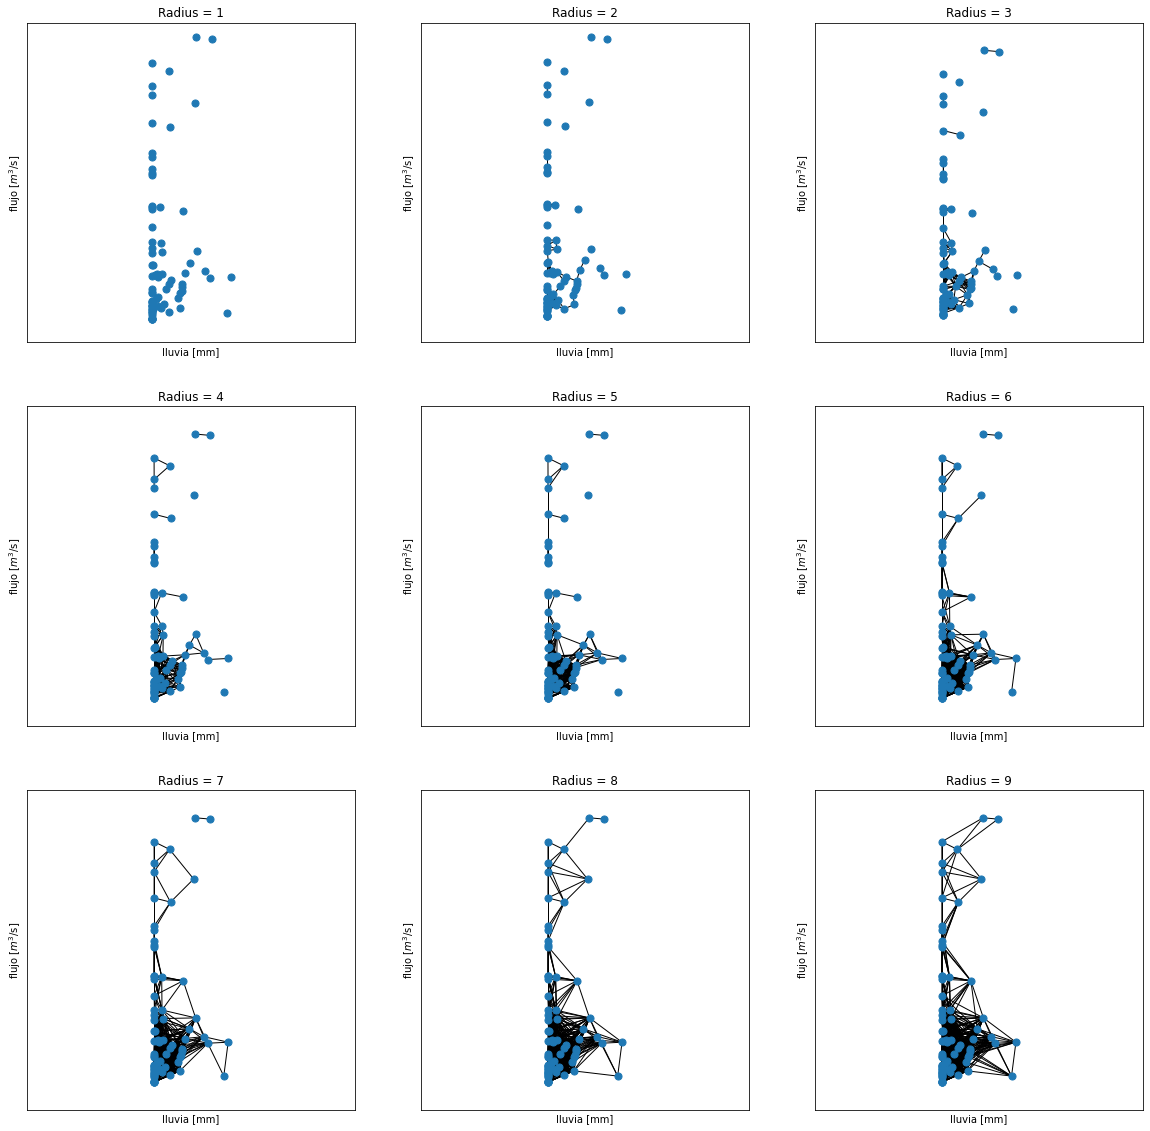 Radius = 1
flujo [m³/s]
lluvia [mm]
Radius = 2
flujo [m³/s]
lluvia [mm]
Radius = 3
flujo [m³/s]
lluvia [mm]
Radius = 4
flujo [m³/s]
lluvia [mm]
Radius = 5
flujo [m³/s]
lluvia [mm]
Radius = 6
flujo [m³/s]
lluvia [mm]
Radius = 7
flujo [m³/s]
lluvia [mm]
Radius = 8
flujo [m³/s]
lluvia [mm]
Radius = 9
flujo [m³/s]
lluvia [mm]